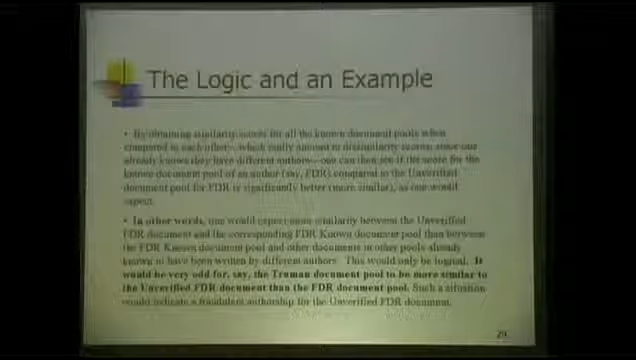 The Logic and an Example
• By obtaining similarity scores for all the known document pools when
compared to each other, which really amount to dissimilarity scores since one
already knows they have different authors—one can then see if the score for the
known document pool of an author (say, FDR) compared to the Unverified
document pool for FDR is significantly better (more similar), as one would
expect.
• In other words, one would expect more similarity between the Unverified
FDR document and the corresponding FDR Known document pool than between
the FDR Known document pool and other documents in other pools already
known to have been written by different authors. This would only be logical. It
would be very odd for, say, the Truman document pool to be more similar to
the Unverified FDR document than the FDR document pool. Such a situation
would indicate a fraudulent authorship for the Unverified FDR document.
29